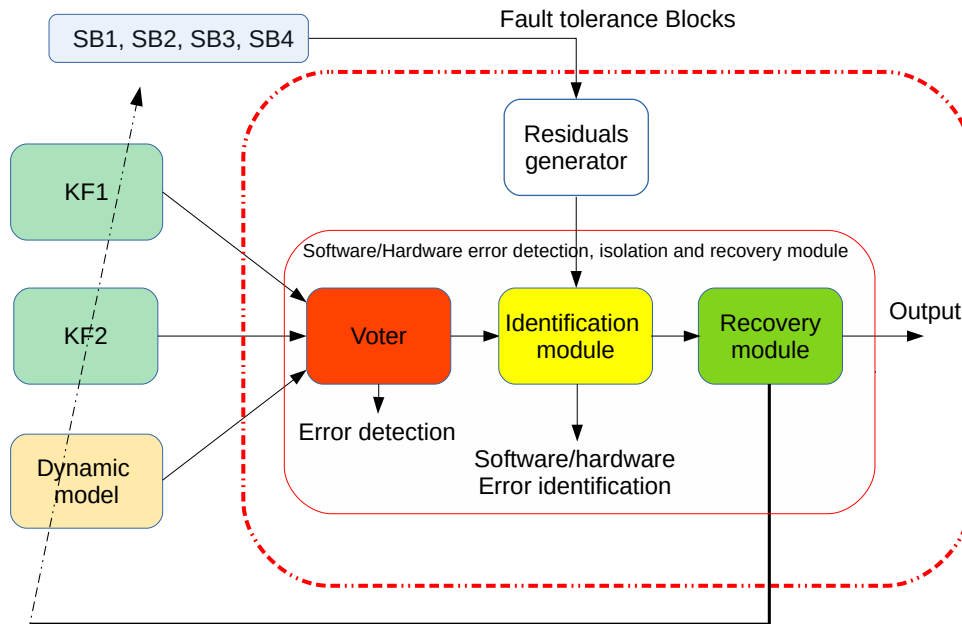 Fault tolerance Blocks
SB1, SB2, SB3, SB4
Residuals
generator
KF1
Software/Hardware error detection, isolation and recovery module
KF2
Voter
Identification
module
Recovery
module
Output
Error detection
Software/hardware
Error identification
Dynamic
model